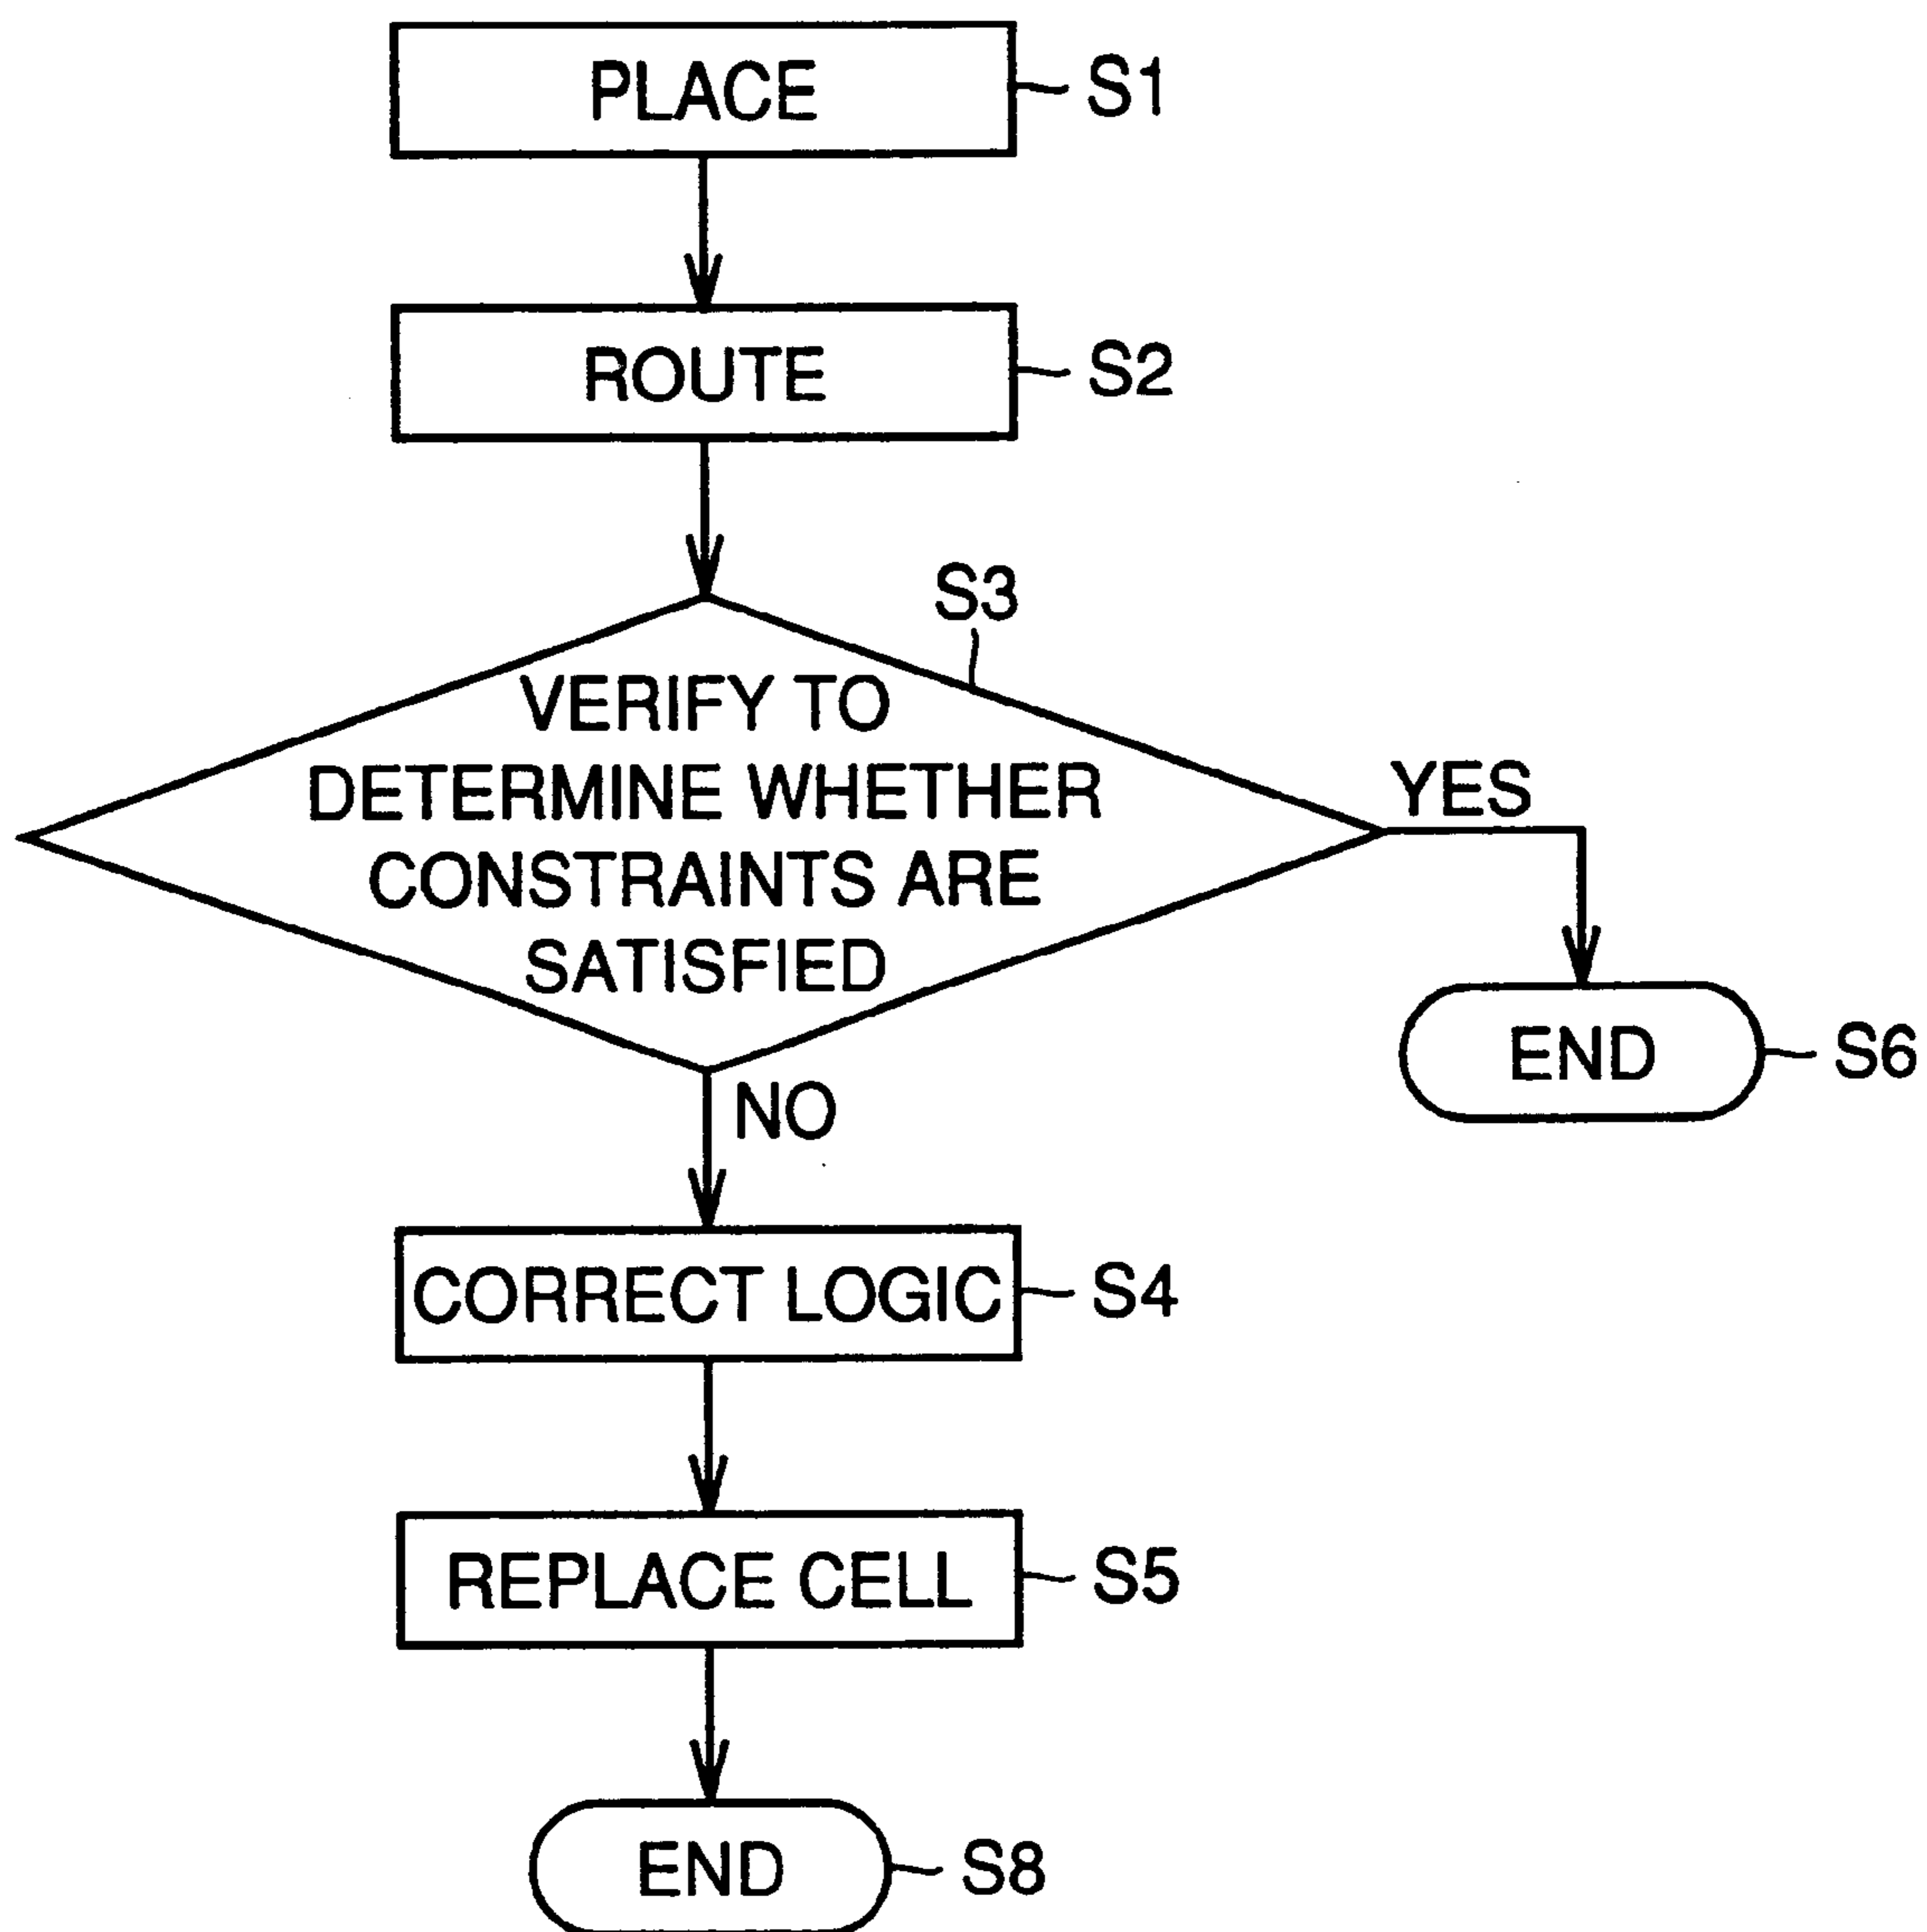 PLACE
S1
ROUTE
S2
S3
VERIFY TO
DETERMINE WHETHER
CONSTRAINTS ARE
SATISFIED
YES
END
S6
NO
CORRECT LOGIC
S4
REPLACE CELL
S5
END
S8